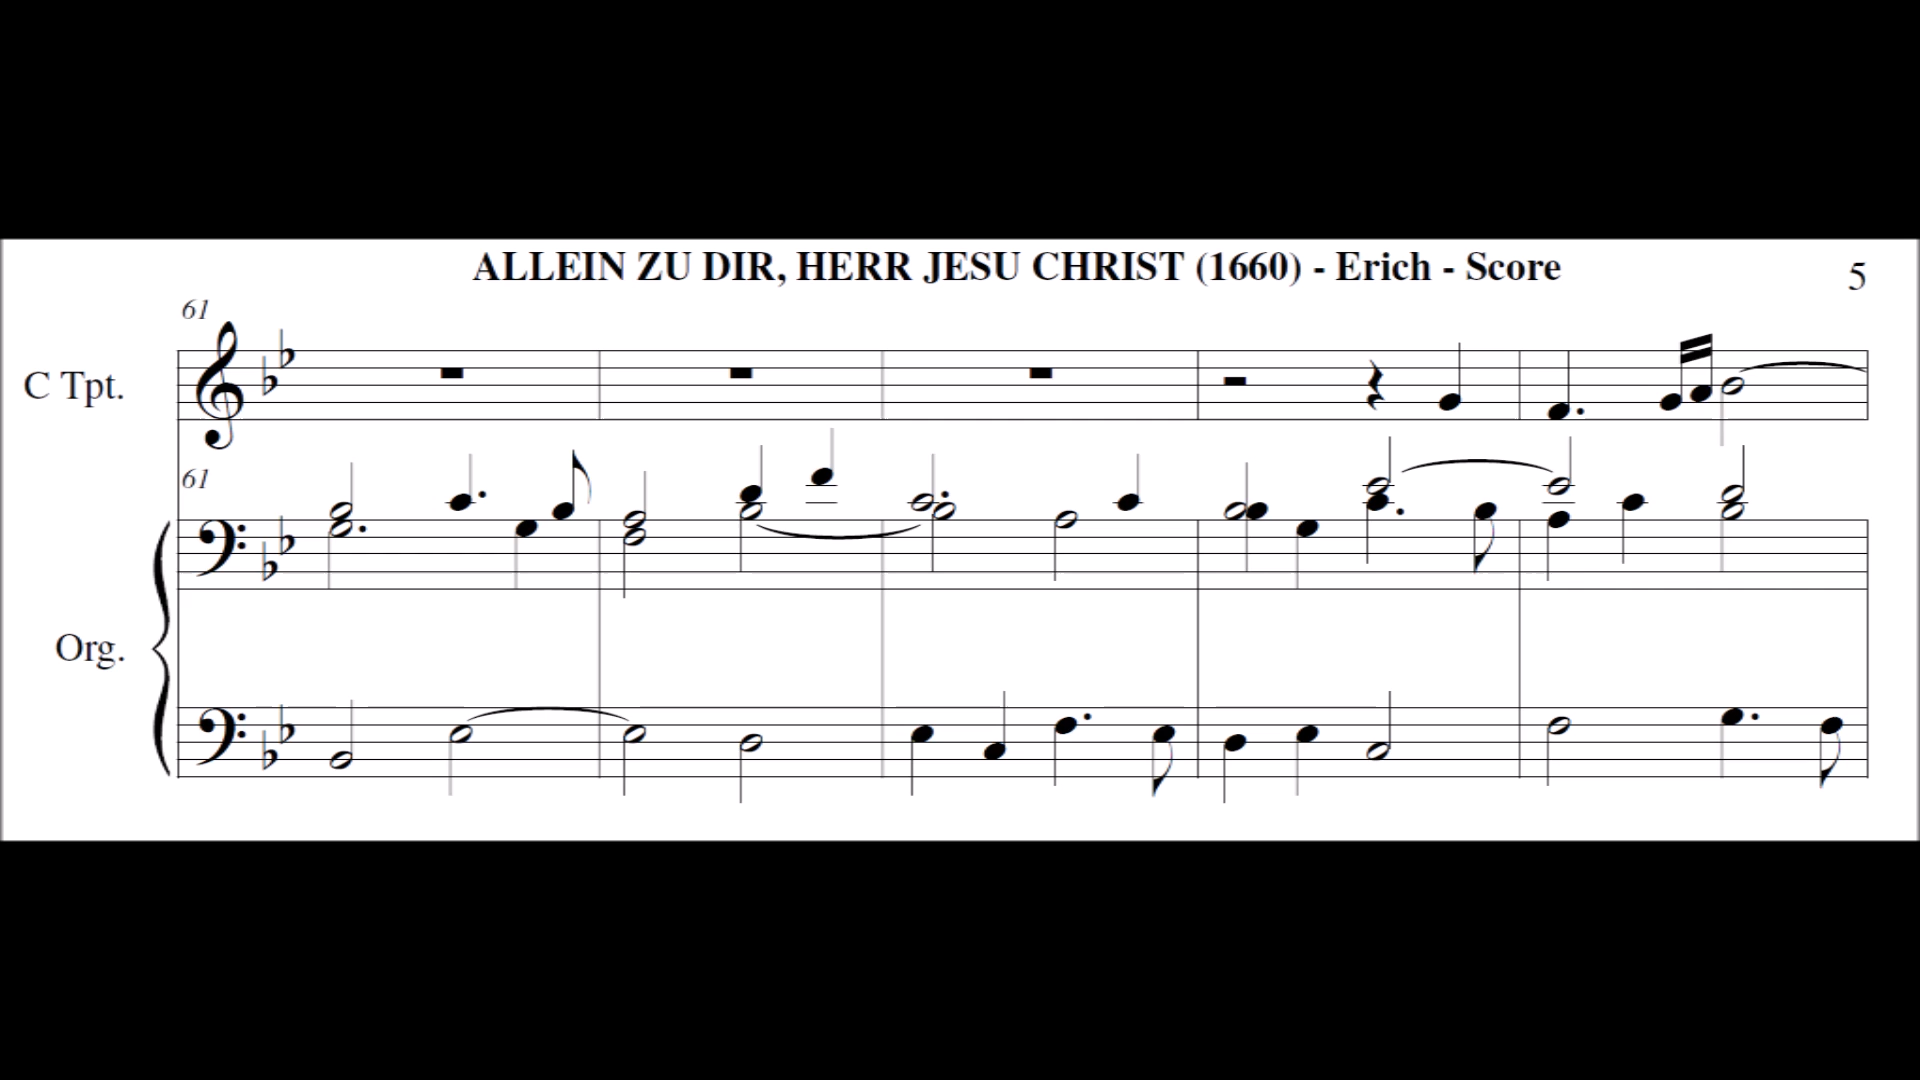 ALLEIN ZU DIR, HERR JESU CHRIST (1660) - Erich - Score
5
61
C Tpt.
61
Org.